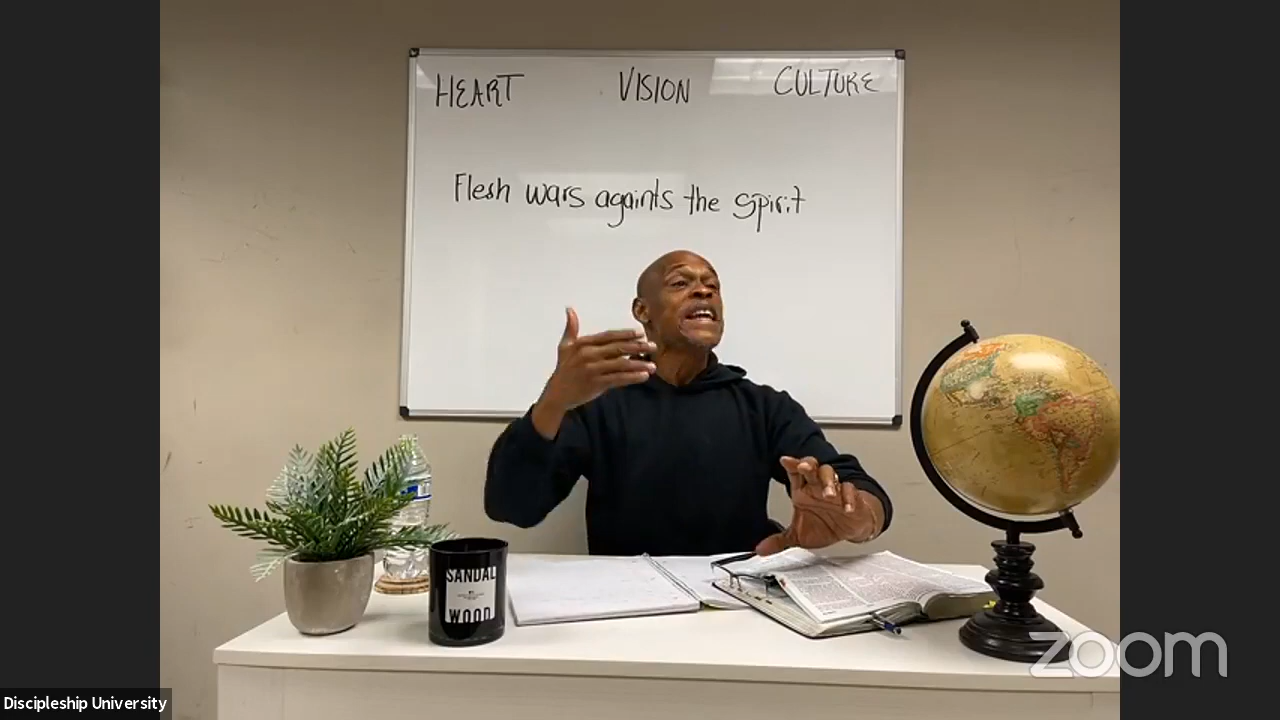 HEART VISION CULTURE
Flesh wars againts the spirit
SANDAL
WOOD
zoom
Discipleship University